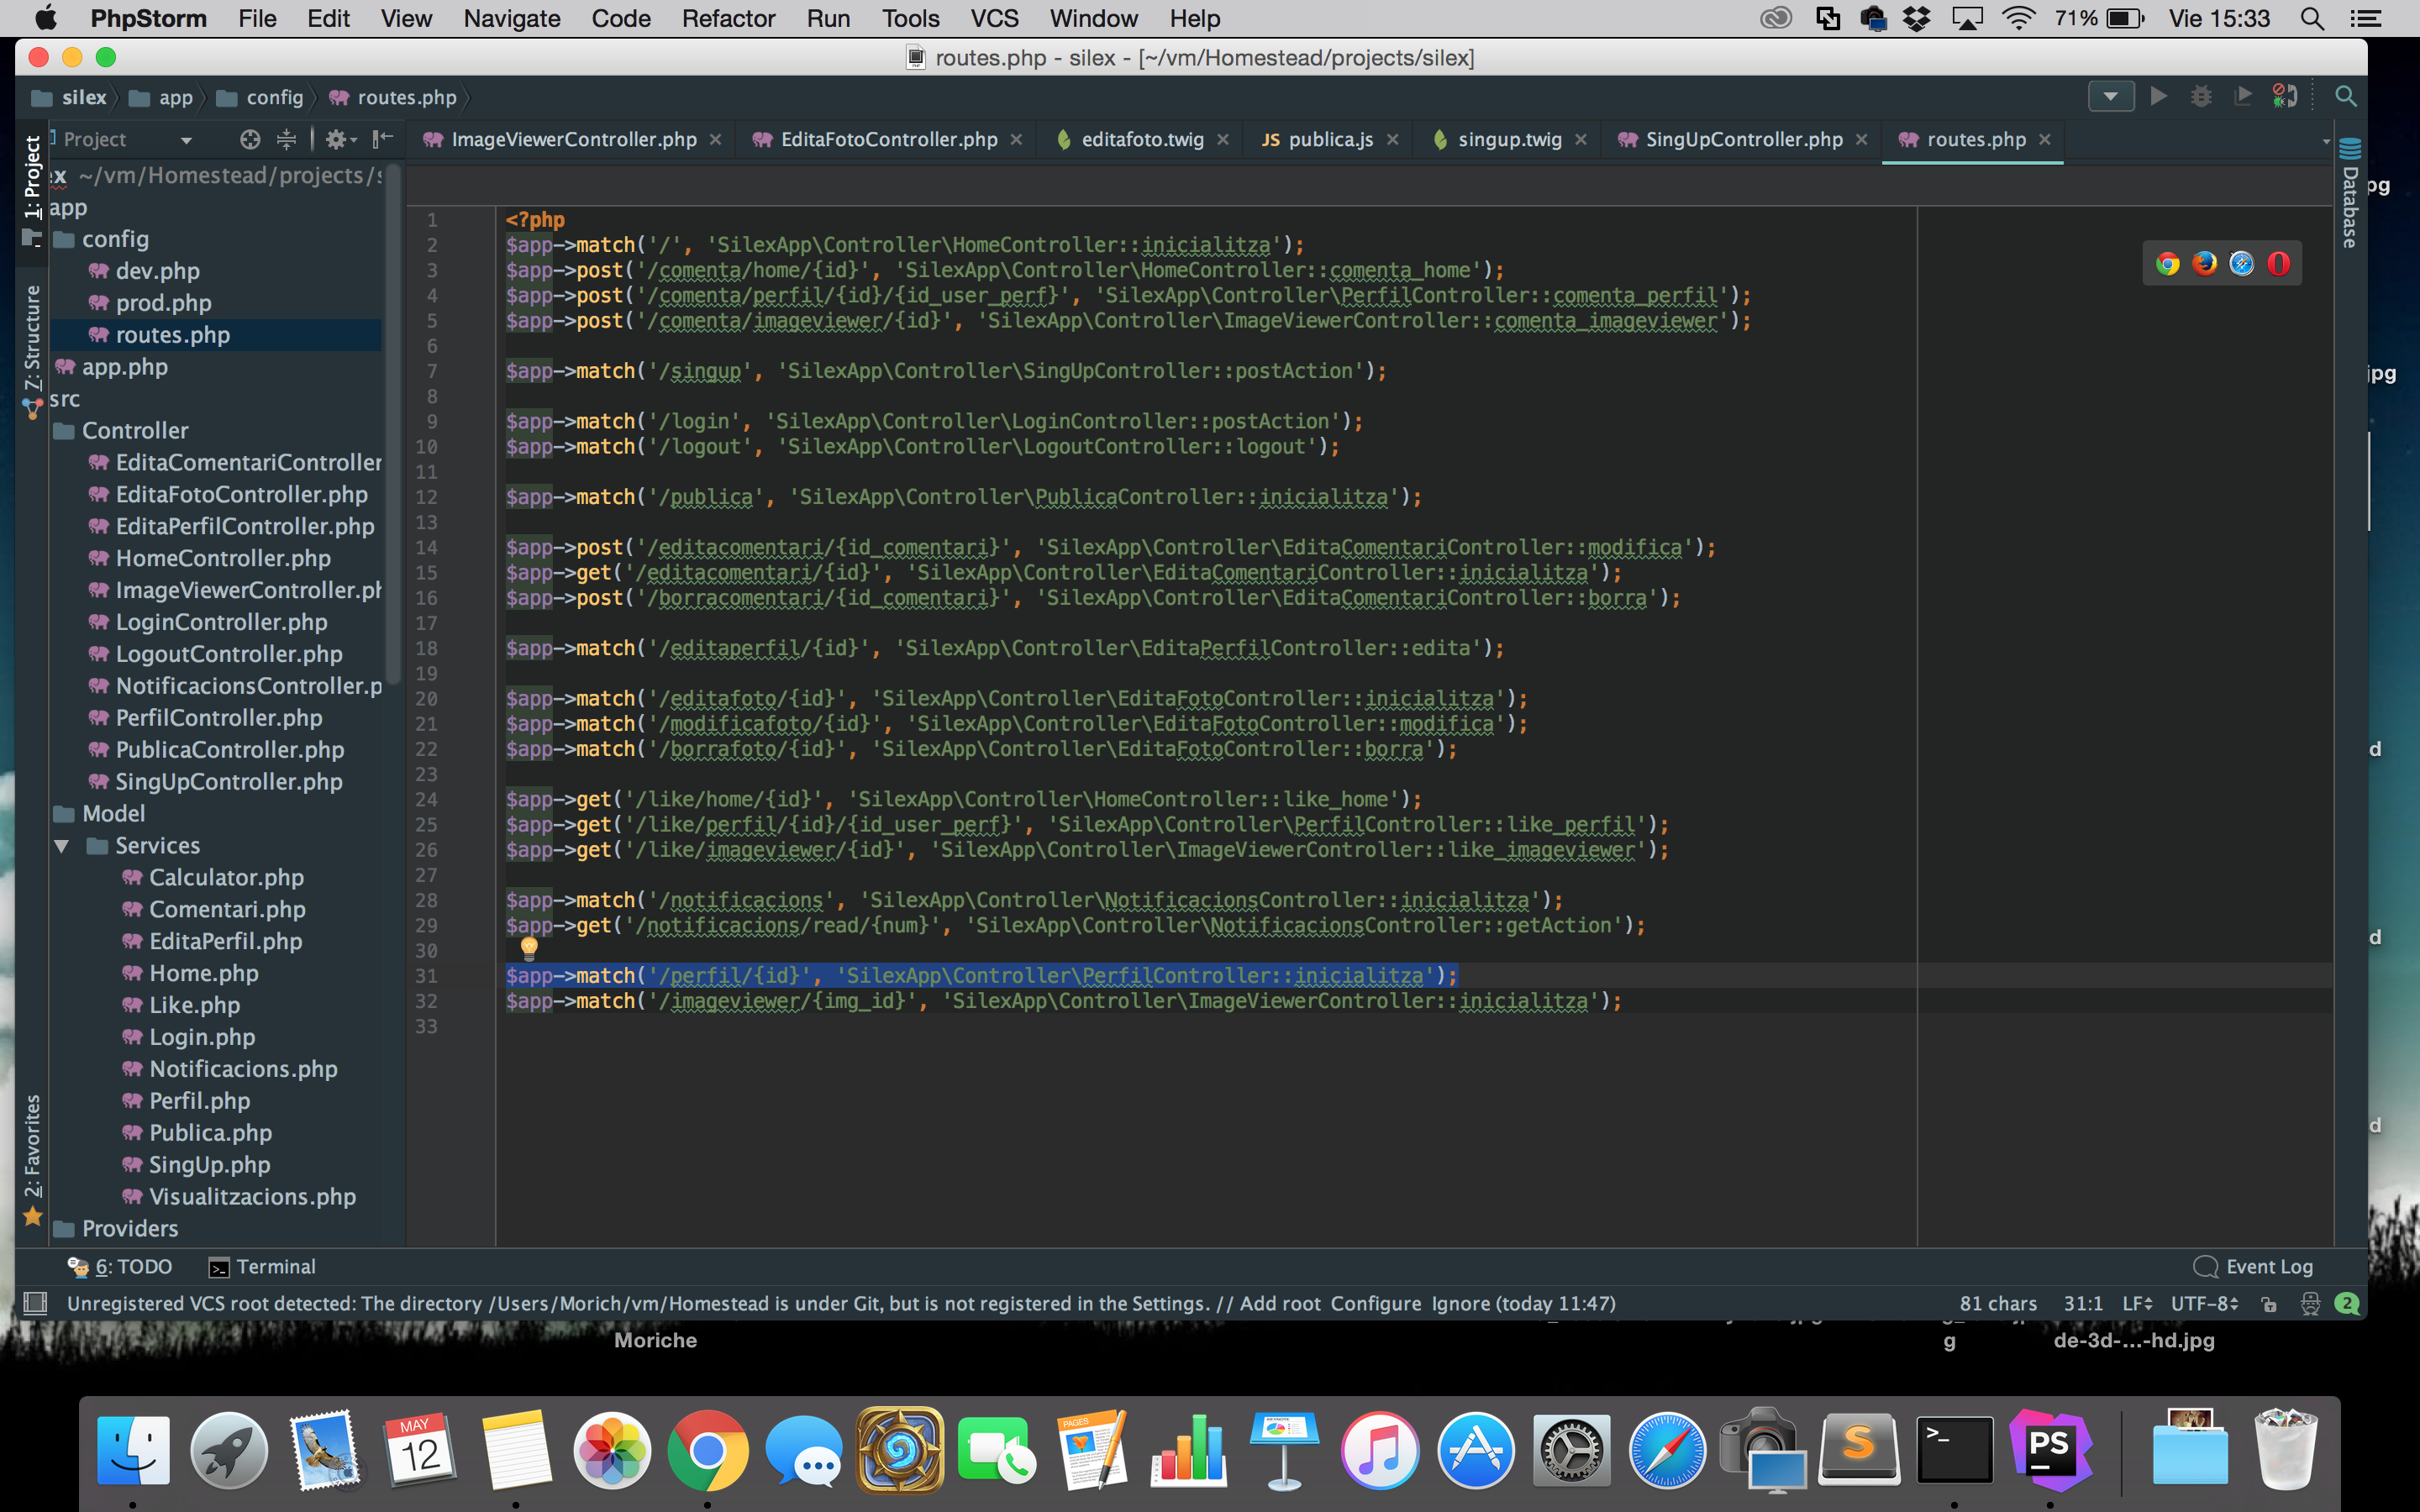 PhpStorm File Edit View Navigate Code Refactor Run Tools VCS Window Help 71% Vie 15:33
routes.php - silex - [~/vm/Homestead/projects/silex]
silex app config routes.php
Project ImageViewerController.php EditaFotoController.php editafoto.twig JS publica.js singup.twig SingUpController.php routes.php
1: Project
7: Structure
2: Favorites
Database
x ~/vm/Homestead/projects/s
app
config
dev.php
prod.php
routes.php
app.php
src
Controller
EditaComentariController
EditaFotoController.php
EditaPerfilController.php
HomeController.php
ImageViewerController.ph
LoginController.php
LogoutController.php
NotificacionsController.p
PerfilController.php
PublicaController.php
SingUpController.php
Model
Services
Calculator.php
Comentari.php
EditaPerfil.php
Home.php
Like.php
Login.php
Notificacions.php
Perfil.php
Publica.php
SingUp.php
Visualitzacions.php
Providers
1 <?php
2 $app->match('/', 'SilexApp\Controller\HomeController::inicialitza');
3 $app->post('/comenta/home/{id}', 'SilexApp\Controller\HomeController::comenta_home');
4 $app->post('/comenta/perfil/{id}/{id_user_perf}', 'SilexApp\Controller\PerfilController::comenta_perfil');
5 $app->post('/comenta/imageviewer/{id}', 'SilexApp\Controller\ImageViewerController::comenta_imageviewer');
6
7 $app->match('/singup', 'SilexApp\Controller\SingUpController::postAction');
8
9 $app->match('/login', 'SilexApp\Controller\LoginController::postAction');
10 $app->match('/logout', 'SilexApp\Controller\LogoutController::logout');
11
12 $app->match('/publica', 'SilexApp\Controller\PublicaController::inicialitza');
13
14 $app->post('/editacomentari/{id_comentari}', 'SilexApp\Controller\EditaComentariController::modifica');
15 $app->get('/editacomentari/{id}', 'SilexApp\Controller\EditaComentariController::inicialitza');
16 $app->post('/borracomentari/{id_comentari}', 'SilexApp\Controller\EditaComentariController::borra');
17
18 $app->match('/editaperfil/{id}', 'SilexApp\Controller\EditaPerfilController::edita');
19
20 $app->match('/editafoto/{id}', 'SilexApp\Controller\EditaFotoController::inicialitza');
21 $app->match('/modificafoto/{id}', 'SilexApp\Controller\EditaFotoController::modifica');
22 $app->match('/borrafoto/{id}', 'SilexApp\Controller\EditaFotoController::borra');
23
24 $app->get('/like/home/{id}', 'SilexApp\Controller\HomeController::like_home');
25 $app->get('/like/perfil/{id}/{id_user_perf}', 'SilexApp\Controller\PerfilController::like_perfil');
26 $app->get('/like/imageviewer/{id}', 'SilexApp\Controller\ImageViewerController::like_imageviewer');
27
28 $app->match('/notificacions', 'SilexApp\Controller\NotificacionsController::inicialitza');
29 $app->get('/notificacions/read/{num}', 'SilexApp\Controller\NotificacionsController::getAction');
30
31 $app->match('/perfil/{id}', 'SilexApp\Controller\PerfilController::inicialitza');
32 $app->match('/imageviewer/{img_id}', 'SilexApp\Controller\ImageViewerController::inicialitza');
33
pg
jpg
d
d
d
6: TODO Terminal Event Log
Unregistered VCS root detected: The directory /Users/Morich/vm/Homestead is under Git, but is not registered in the Settings. // Add root Configure Ignore (today 11:47) 81 chars 31:1 LF UTF-8 2
Moriche g de-3d-...-hd.jpg
MAY
12
PAGES
KEYNOTE
S
>_
PS